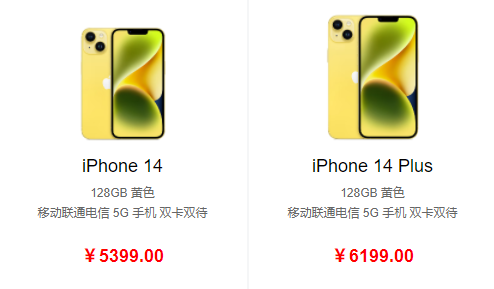 iPhone 14
128GB 黄色
移动联通电信 5G 手机 双卡双待
￥5399.00
iPhone 14 Plus
128GB 黄色
移动联通电信 5G 手机 双卡双待
￥6199.00